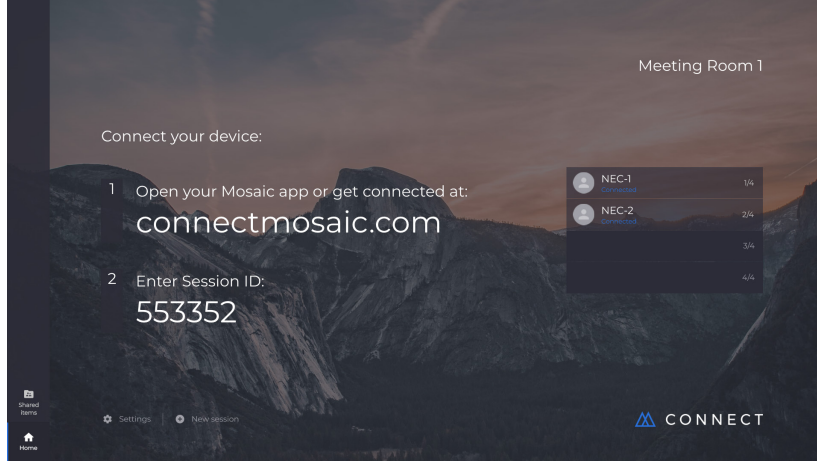 Meeting Room 1
Connect your device:
1 Open your Mosaic app or get connected at:
connectmosaic.com
2 Enter Session ID:
553352
NEC-1
Connected
1/4
NEC-2
Connected
2/4
3/4
4/4
Shared
Items
Home
Settings
New session
CONNECT